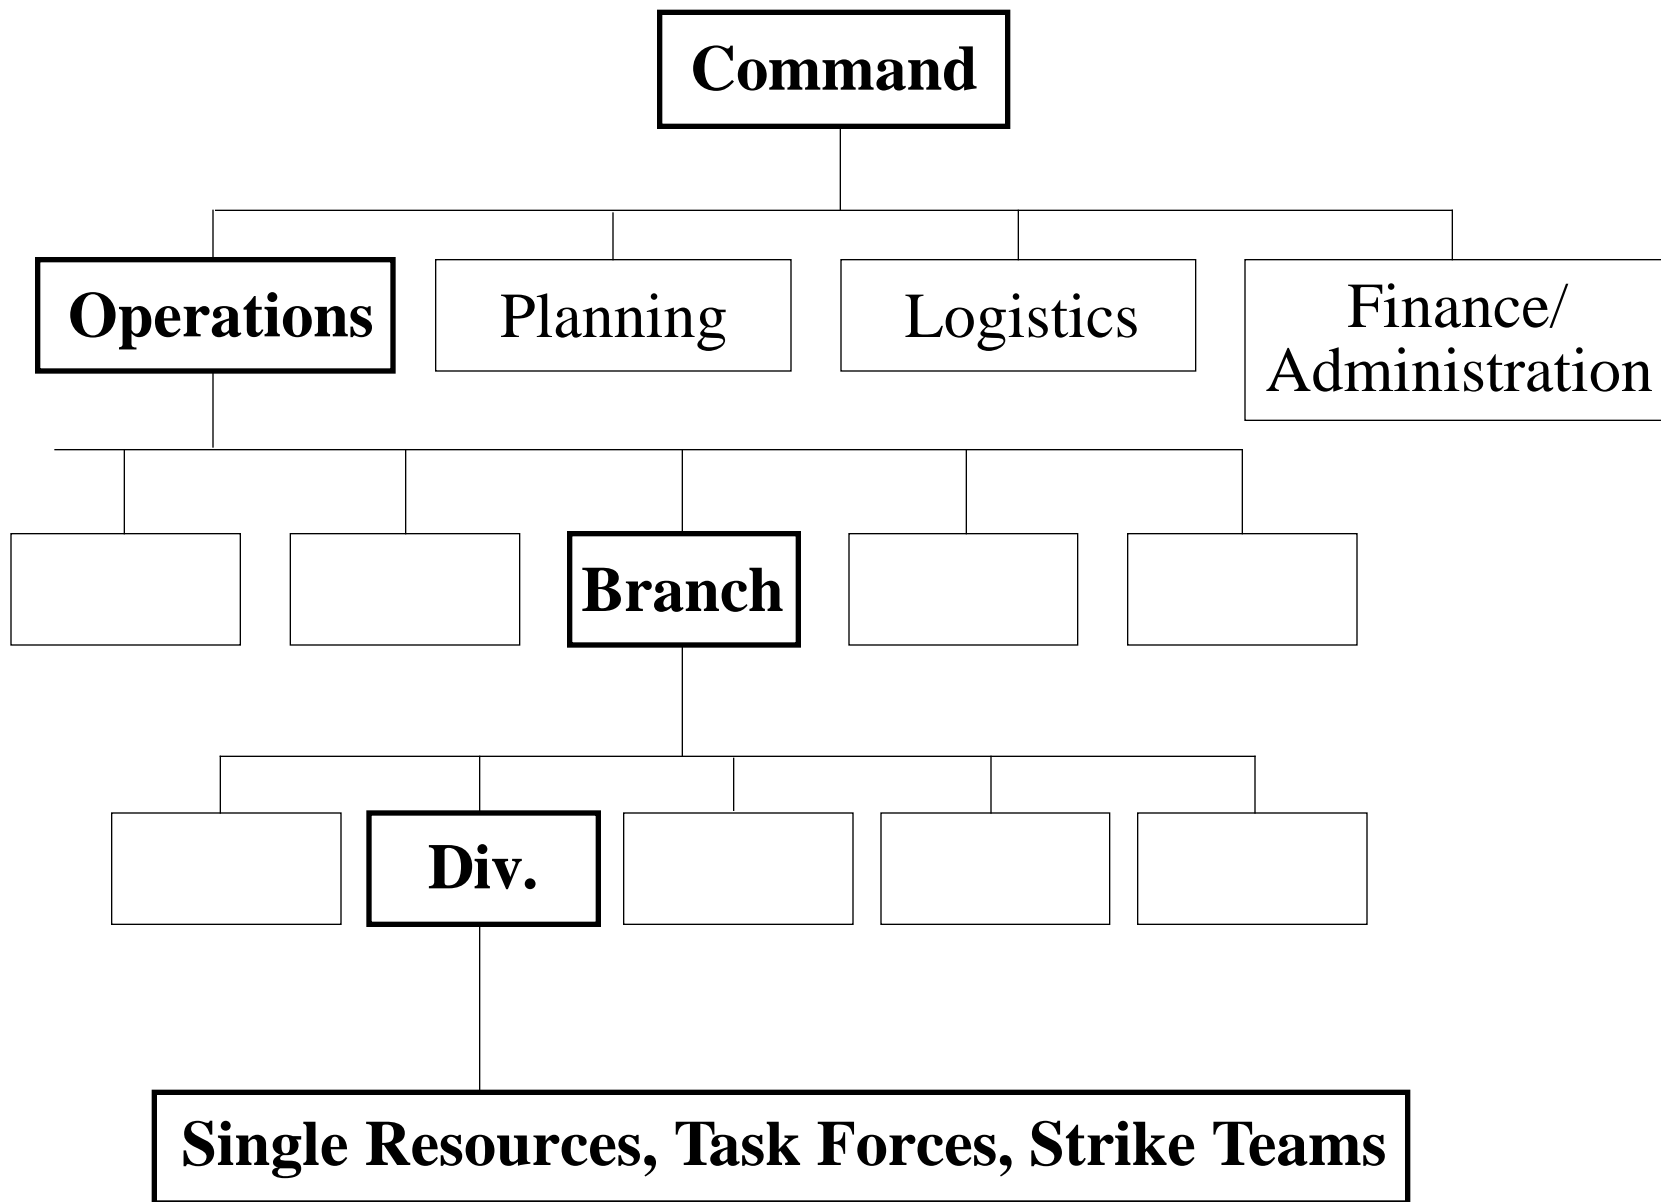 Command
Operations
Planning
Logistics
Finance/
Administration
Branch
Div.
Single Resources, Task Forces, Strike Teams